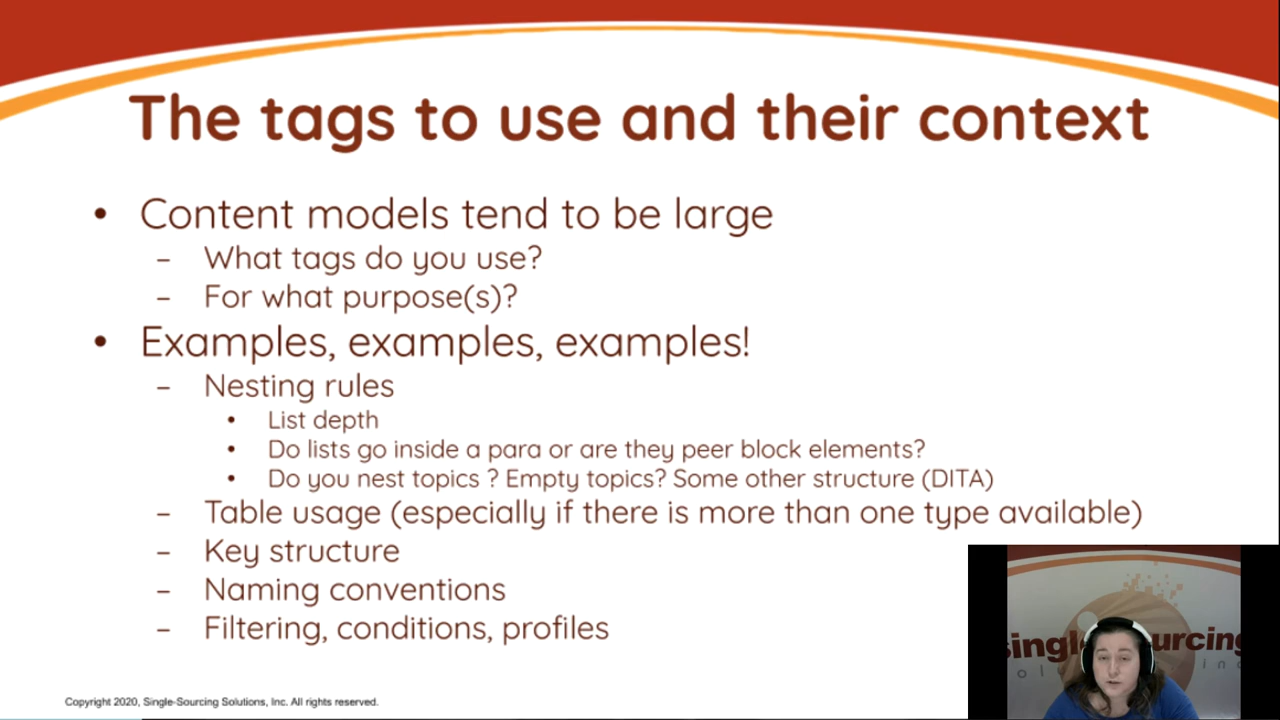 The tags to use and their context
• Content models tend to be large
– What tags do you use?
– For what purpose(s)?
• Examples, examples, examples!
– Nesting rules
• List depth
• Do lists go inside a para or are they peer block elements?
• Do you nest topics ? Empty topics? Some other structure (DITA)
– Table usage (especially if there is more than one type available)
– Key structure
– Naming conventions
– Filtering, conditions, profiles
Copyright 2020, Single-Sourcing Solutions, Inc. All rights reserved.